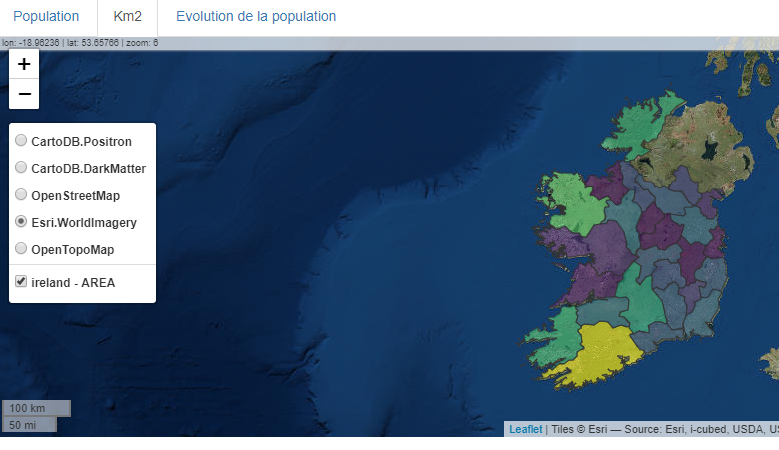 Population Km2 Evolution de la population
lon: -18.96236 | lat: 53.65766 | zoom: 6
+
−
CartoDB.Positron
CartoDB.DarkMatter
OpenStreetMap
Esri.WorldImagery
OpenTopoMap
ireland - AREA
100 km
50 mi
Leaflet | Tiles © Esri — Source: Esri, i-cubed, USDA, US